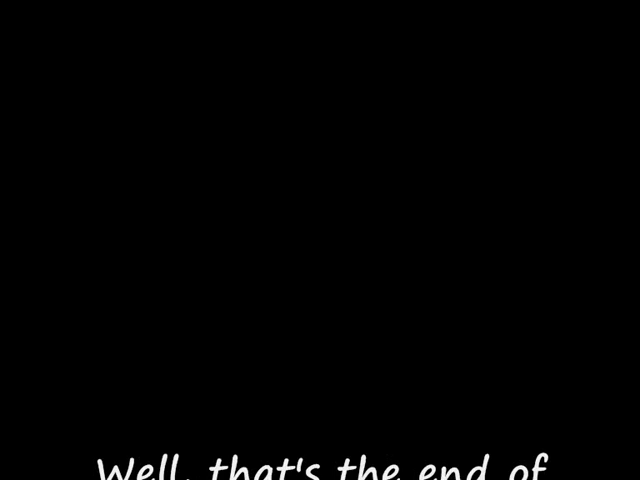 Well, that's the end of